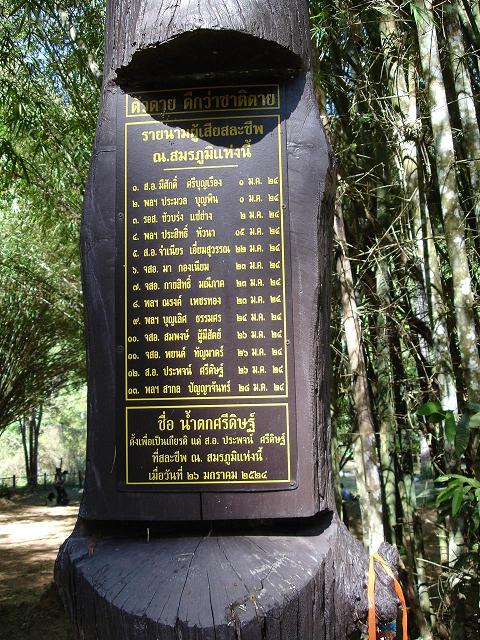 ตัวตาย ดีกว่าชาติตาย
รายนามผู้เสียสละชีพ
ณ.สมรภูมิแห่งนี้
๑. ส.อ. มีศักดิ์ ศรีบุญเรือง ๑ ม.ค. ๒๔
๒. พลฯ ประมวล บุญพิน ๑ ม.ค. ๒๔
๓. รอส. ช้วบร่ง แซ่ย่าง ๒ ม.ค. ๒๔
๔. พลฯ ประสิทธิ์ หัวนา ๑๕ ม.ค. ๒๔
๕. ส.อ. จำเนียร เอี่ยมสุวรรณ ๒๓ ม.ค. ๒๔
๖. จสอ. มา กองเนียม ๒๓ ม.ค. ๒๔
๗. จสอ. กายสิทธิ์ มณีภาค ๒๓ ม.ค. ๒๔
๘. พลฯ ณรงค์ เพชรทอง ๒๓ ม.ค. ๒๔
๙. พลฯ บุญเลิศ ธรรมศร ๒๔ ม.ค. ๒๔
๑๐. จสอ. สมพงษ์ ผู้มีสัตย์ ๒๖ ม.ค. ๒๔
๑๑. จสอ. พยนต์ ทัญมาตร์ ๒๖ ม.ค. ๒๔
๑๒. ส.อ. ประพจน์ ศรีดิษฐ์ ๒๖ ม.ค. ๒๔
๑๓. พลฯ สากล ปัญญาจันทร์ ๒๘ ม.ค. ๒๔
ชื่อ น้ำตกศรีดิษฐ์
ตั้งเพื่อเป็นเกียรติ แด่ ส.อ. ประพจน์ ศรีดิษฐ์
ที่สละชีพ ณ. สมรภูมิแห่งนี้
เมื่อวันที่ ๒๖ มกราคม ๒๕๒๔